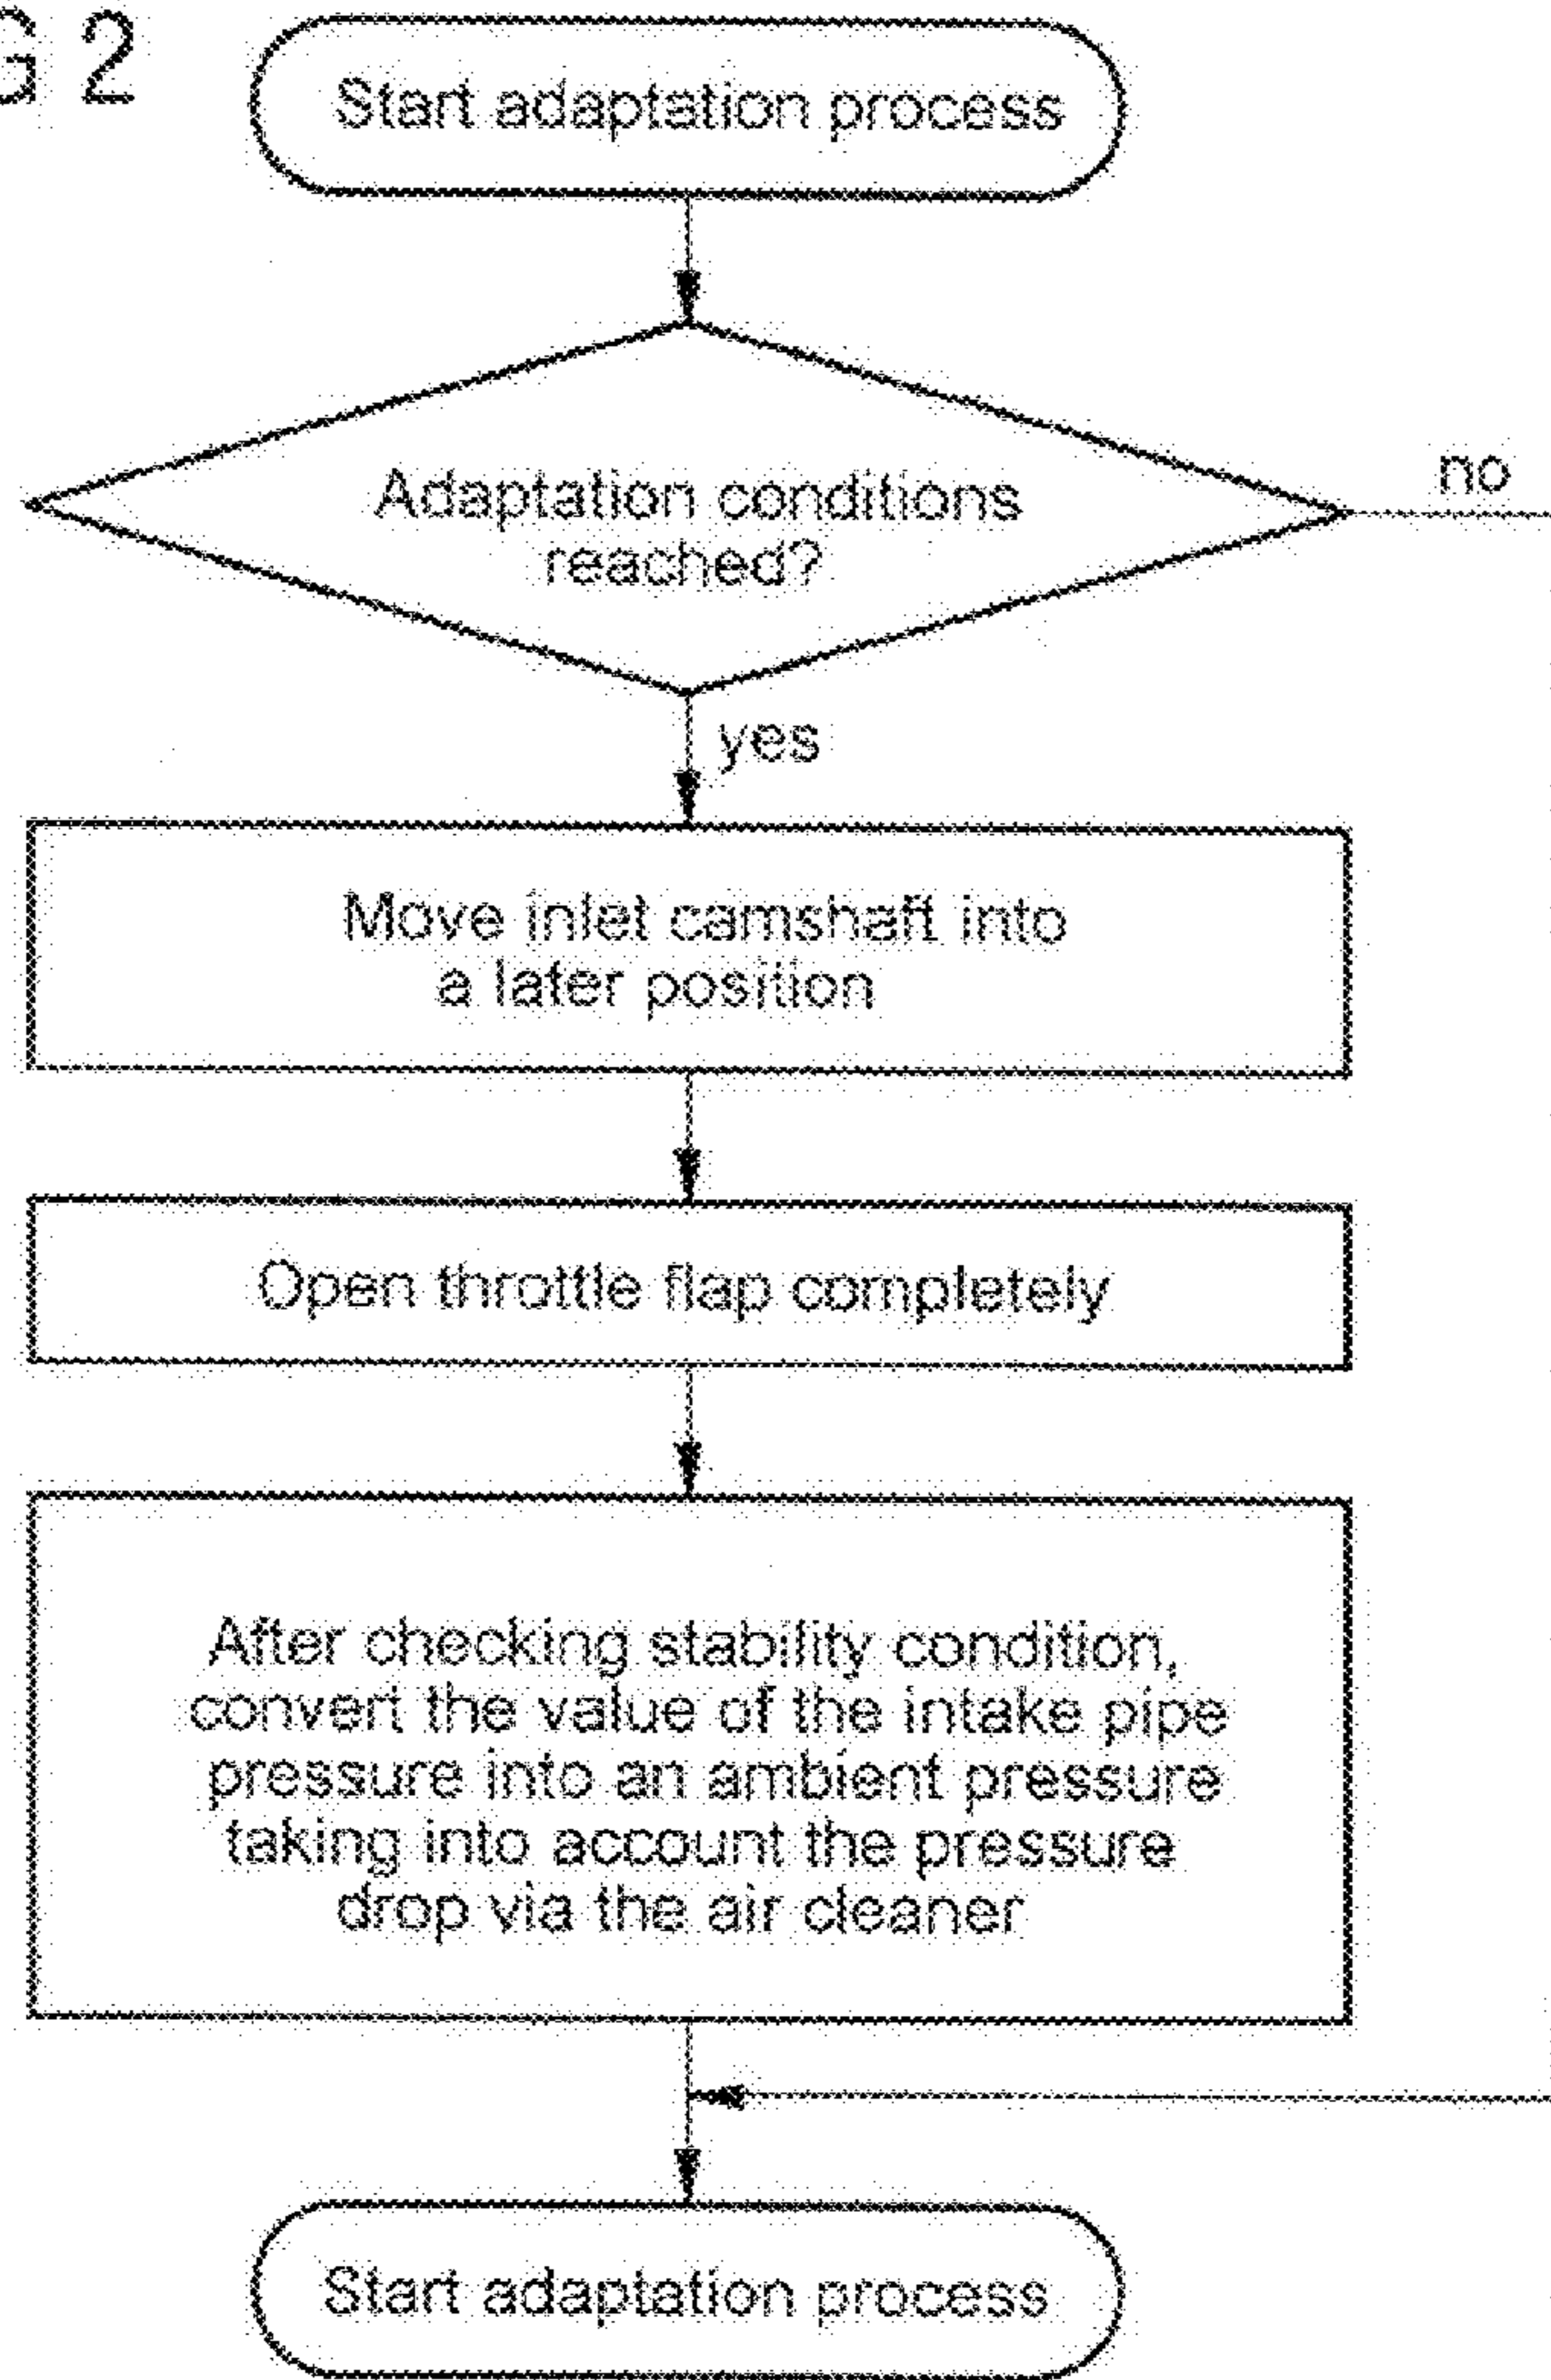 G 2
Start adaptation process
Adaptation conditions
reached?
no
yes
Move inlet camshaft into
a later position
Open throttle flap completely
After checking stability condition,
convert the value of the intake pipe
pressure into an ambient pressure
taking into account the pressure
drop via the air cleaner
Start adaptation process